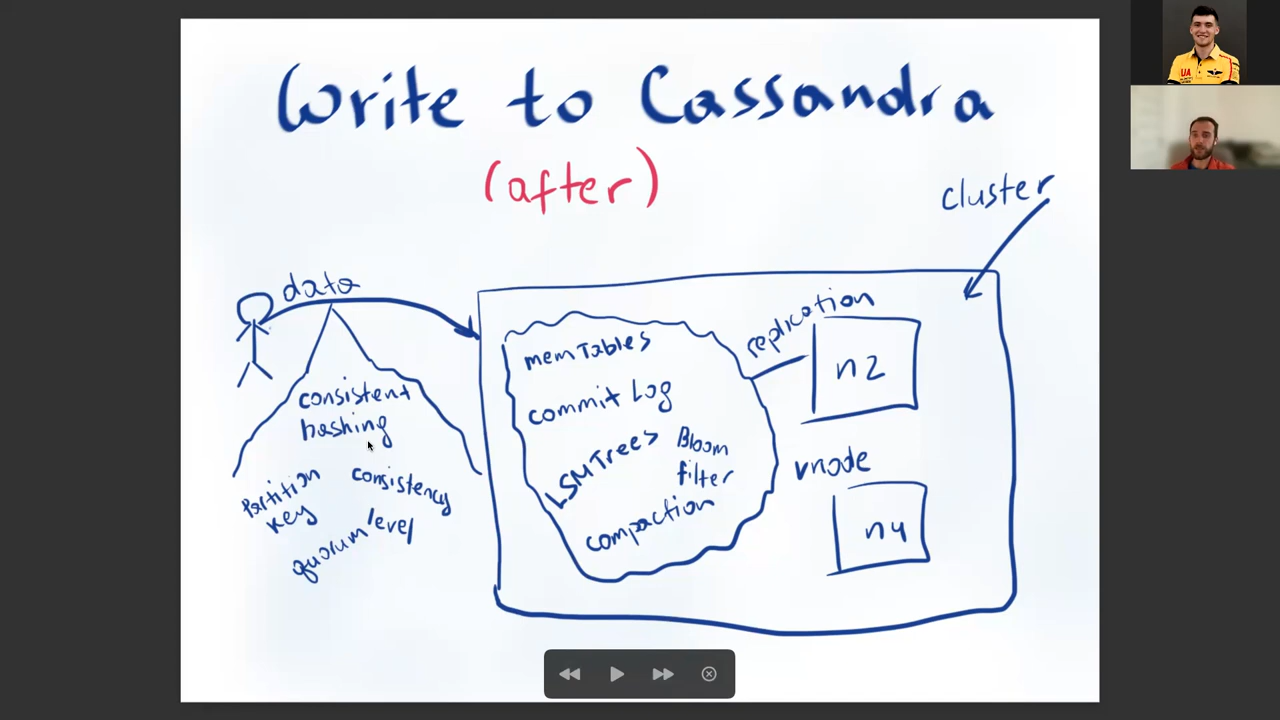 Write to Cassandra
(after)
cluster
data
consistent
hashing
Partition
key
consistency
level
quorum
memTables
commit Log
LSMTrees
Bloom
filter
compaction
replication
n2
vnode
n4
UA